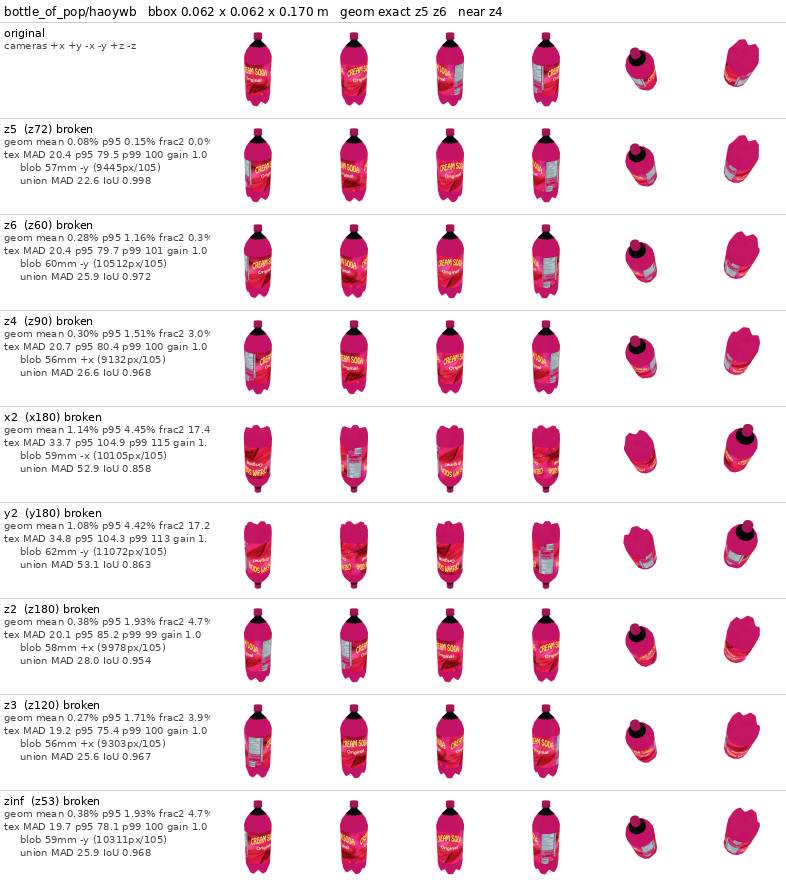 bottle_of_pop/haoywb bbox 0.062 x 0.062 x 0.170 m geom exact z5 z6 near z4
original
cameras +x +y -x -y +z -z
CREAM SODA
Original
z5 (z72) broken
geom mean 0.08% p95 0.15% frac2 0.0%
tex MAD 20.4 p95 79.5 p99 100 gain 1.0
blob 57mm -y (9445px/105)
union MAD 22.6 IoU 0.998
z6 (z60) broken
geom mean 0.28% p95 1.16% frac2 0.3%
tex MAD 20.4 p95 79.7 p99 101 gain 1.0
blob 60mm -y (10512px/105)
union MAD 25.9 IoU 0.972
z4 (z90) broken
geom mean 0.30% p95 1.51% frac2 3.0%
tex MAD 20.7 p95 80.4 p99 100 gain 1.0
blob 56mm +x (9132px/105)
union MAD 26.6 IoU 0.968
x2 (x180) broken
geom mean 1.14% p95 4.45% frac2 17.4
tex MAD 33.7 p95 104.9 p99 115 gain 1.
blob 59mm -x (10105px/105)
union MAD 52.9 IoU 0.858
y2 (y180) broken
geom mean 1.08% p95 4.42% frac2 17.2
tex MAD 34.8 p95 104.3 p99 113 gain 1.
blob 62mm -y (11072px/105)
union MAD 53.1 IoU 0.863
z2 (z180) broken
geom mean 0.38% p95 1.93% frac2 4.7%
tex MAD 20.1 p95 85.2 p99 99 gain 1.0
blob 58mm +x (9978px/105)
union MAD 28.0 IoU 0.954
z3 (z120) broken
geom mean 0.27% p95 1.71% frac2 3.9%
tex MAD 19.2 p95 75.4 p99 100 gain 1.0
blob 56mm +x (9303px/105)
union MAD 25.6 IoU 0.967
zinf (z53) broken
geom mean 0.38% p95 1.93% frac2 4.7%
tex MAD 19.7 p95 78.1 p99 100 gain 1.0
blob 59mm -y (10311px/105)
union MAD 25.9 IoU 0.968